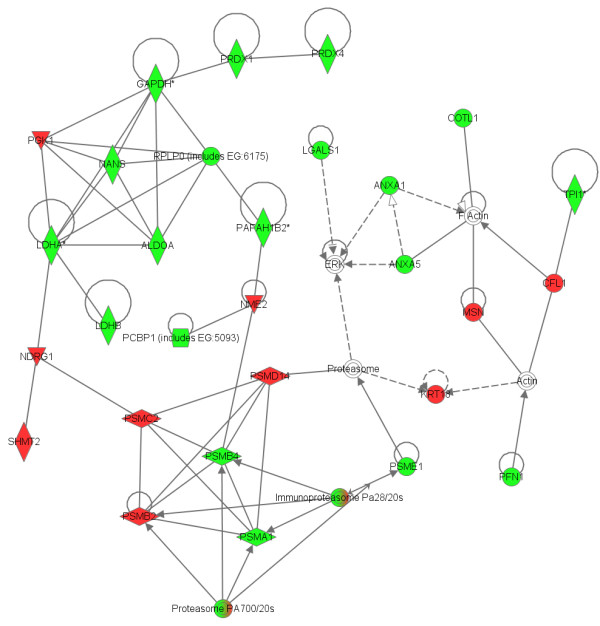 PRDX1
PRDX4
GAPDH*
COTL1
PGK1
LGALS1
RPLP0 (includes EG:6175)
NANS
ANXA1
TPI1*
F Actin
PAFAH1B2*
LDHA*
ALDOA
ERK
ANXA5
CFL1
NME2
MSN
LDHB
PCBP1 (includes EG:5093)
NDRG1
Proteasome
PSMD14
Actin
PSMC2
SHMT2
PSMB4
PSME1
PFN1
Immunoproteasome Pa28/20s
PSMB2
PSMA1
Proteasome PA700/20s